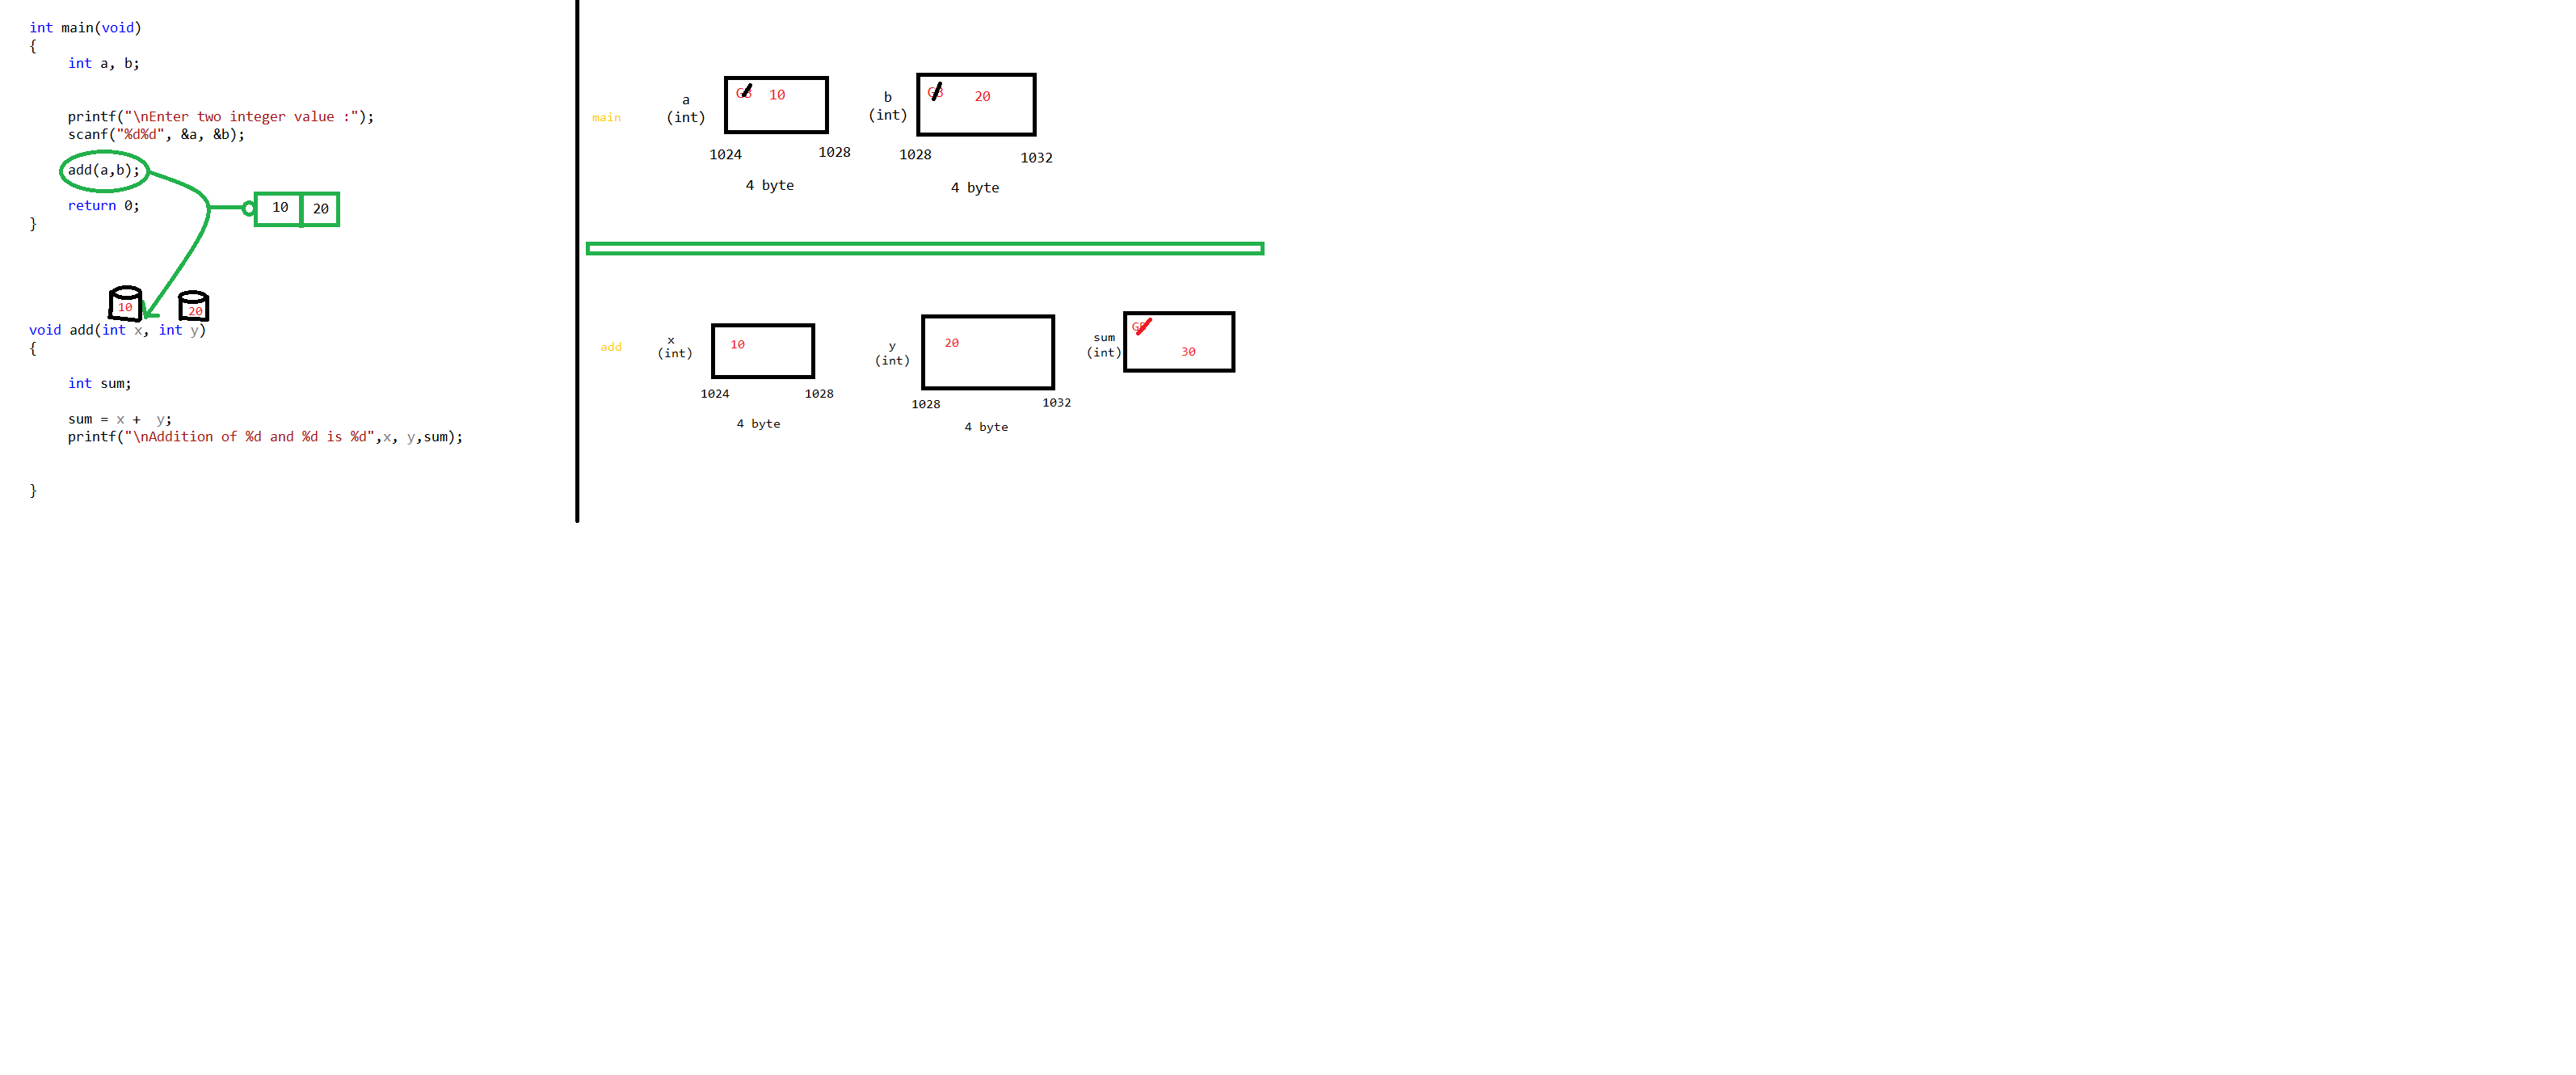 int main(void)
{
int a, b;
printf("\nEnter two integer value :");
scanf("%d%d", &a, &b);
add(a,b);
return 0;
}
10 20
10 20
void add(int x, int y)
{
int sum;
sum = x +  y;
printf("\nAddition of %d and %d is %d",x, y,sum);
}
main
a
(int)
GB 10
1024 1028
4 byte
b
(int)
GB 20
1028 1032
4 byte
add
x
(int)
10
1024 1028
4 byte
y
(int)
20
1028 1032
4 byte
sum
(int)
GB
30